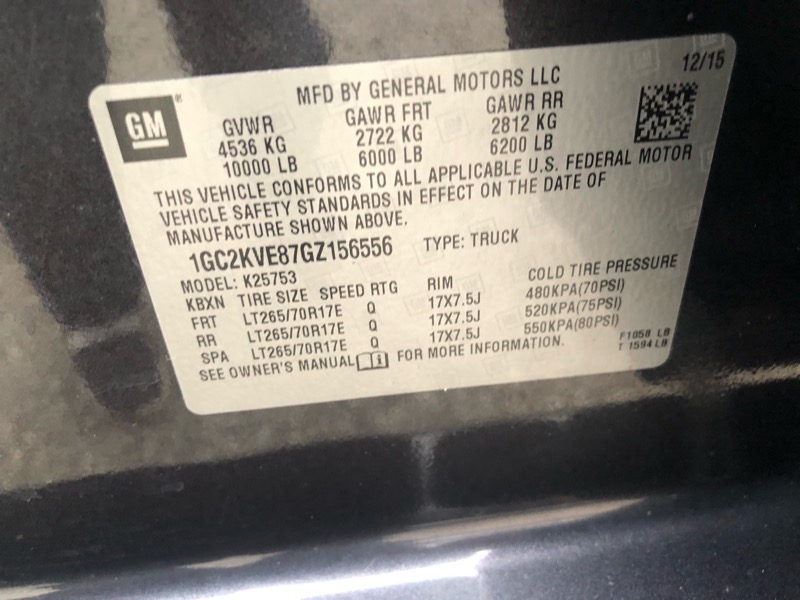 12/15
MFD BY GENERAL MOTORS LLC
GM
GVWR GAWR FRT GAWR RR
4536 KG 2722 KG 2812 KG
10000 LB 6000 LB 6200 LB
THIS VEHICLE CONFORMS TO ALL APPLICABLE U.S. FEDERAL MOTOR
VEHICLE SAFETY STANDARDS IN EFFECT ON THE DATE OF
MANUFACTURE SHOWN ABOVE.
1GC2KVE87GZ156556 TYPE: TRUCK
MODEL: K25753
KBXN TIRE SIZE SPEED RTG RIM COLD TIRE PRESSURE
FRT LT265/70R17E Q 17X7.5J 480KPA(70PSI)
RR LT265/70R17E Q 17X7.5J 520KPA(75PSI)
SPA LT265/70R17E Q 17X7.5J 550KPA(80PSI)
SEE OWNER'S MANUAL FOR MORE INFORMATION.
F1058 LB
T 1594 LB